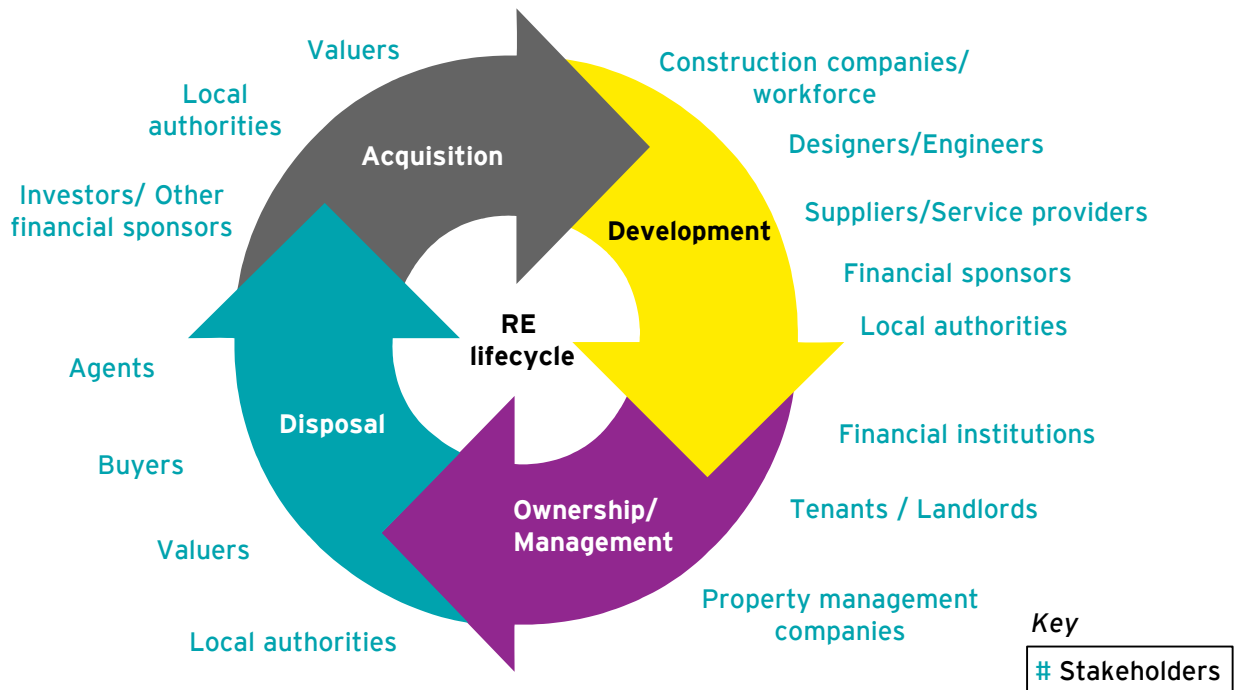 Valuers
Local
authorities
Investors/ Other
financial sponsors
Acquisition
Construction companies/
workforce
Designers/Engineers
Suppliers/Service providers
Financial sponsors
Local authorities
Development
RE
lifecycle
Financial institutions
Tenants / Landlords
Property management
companies
Ownership/
Management
Disposal
Agents
Buyers
Valuers
Local authorities
Key
# Stakeholders